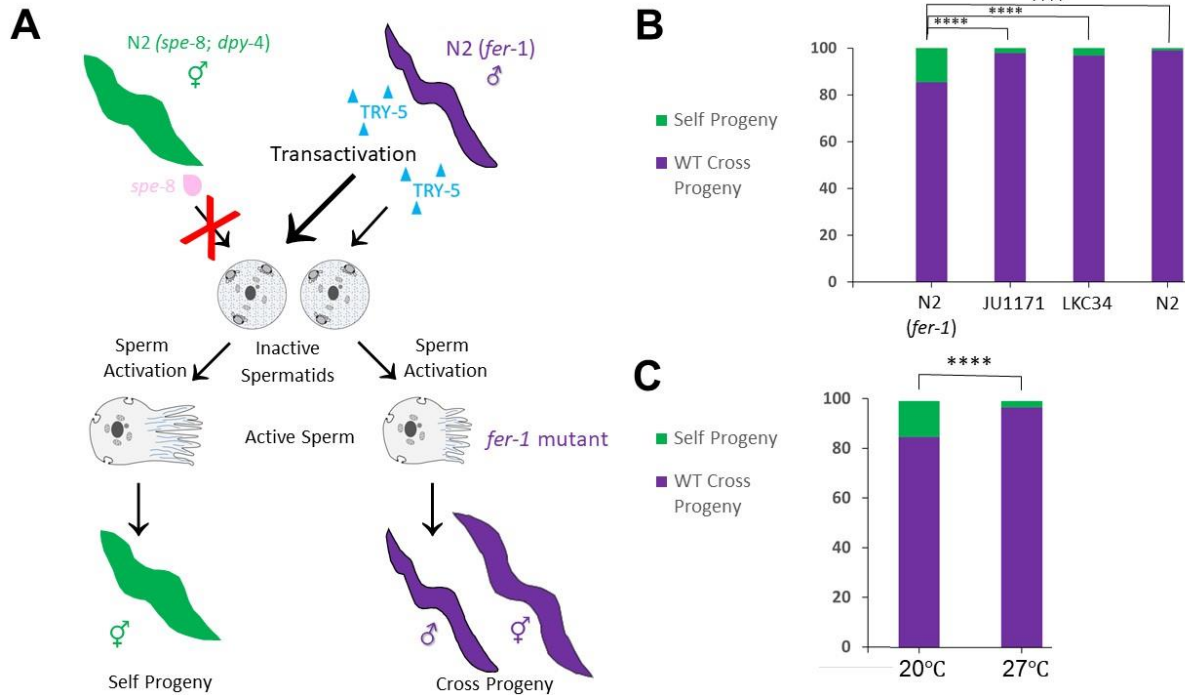 A
N2 (spe-8; dpy-4)
⚥
N2 (fer-1)
♂
TRY-5
Transactivation
TRY-5
spe-8
Sperm
Activation
Inactive
Spermatids
Sperm
Activation
Active Sperm
fer-1 mutant
⚥
♂
⚥
Self Progeny
Cross Progeny
B
****
****
Self Progeny
WT Cross
Progeny
100
80
60
40
20
0
N2
(fer-1)
JU1171
LKC34
N2
C
****
Self Progeny
WT Cross
Progeny
100
80
60
40
20
0
20°C
27°C